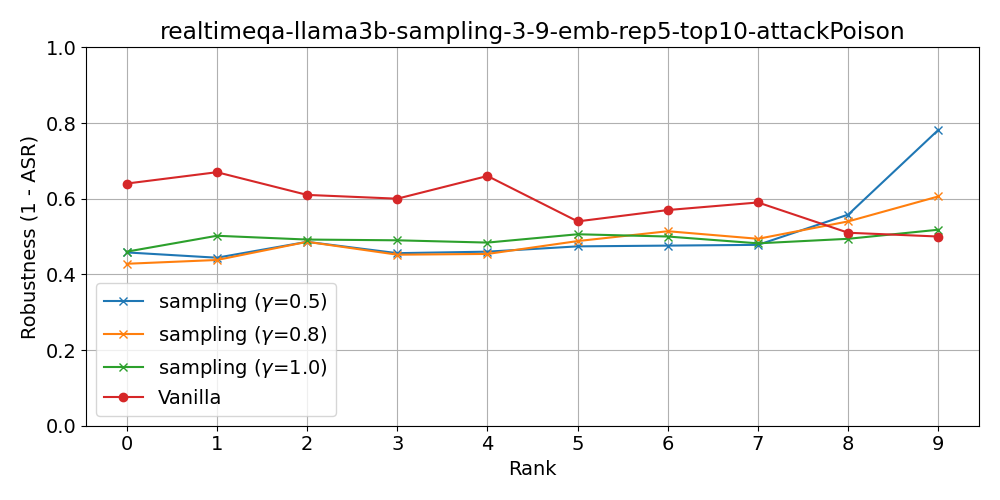 realtimeqa-llama3b-sampling-3-9-emb-rep5-top10-attackPoison
Robustness (1 - ASR)
1.0
0.8
0.6
0.4
0.2
0.0
sampling (γ=0.5)
sampling (γ=0.8)
sampling (γ=1.0)
Vanilla
0 1 2 3 4 5 6 7 8 9
Rank